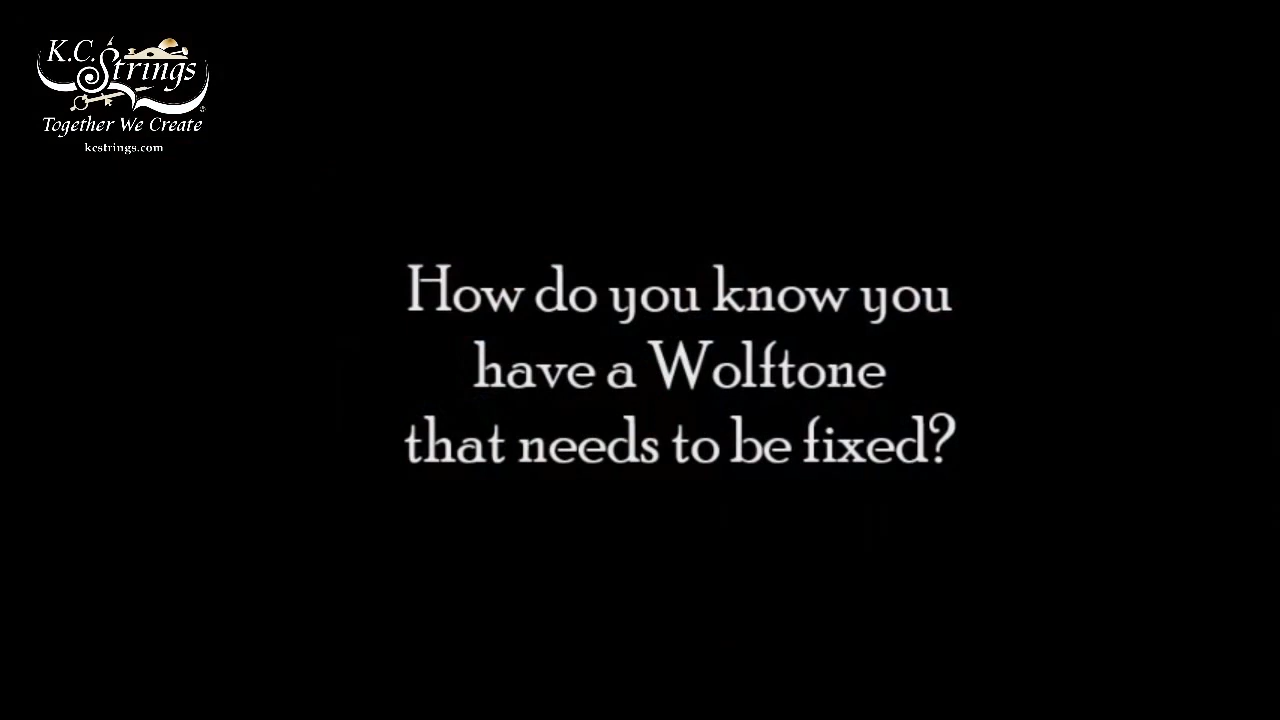 K.C. Strings
Together We Create
kcstrings.com
How do you know you
have a Wolftone
that needs to be fixed?